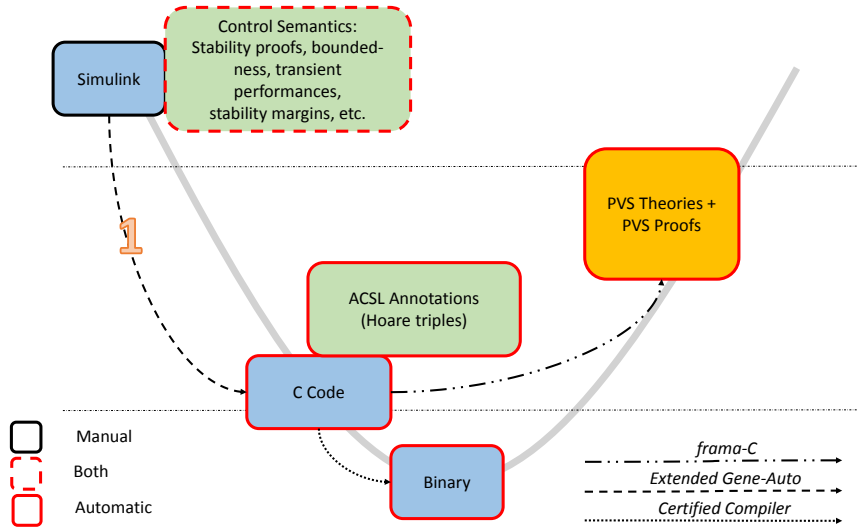 Control Semantics:
Stability proofs, bounded-
ness, transient
performances,
stability margins, etc.
Simulink
1
PVS Theories +
PVS Proofs
ACSL Annotations
(Hoare triples)
C Code
Binary
Manual
Both
Automatic
frama-C
Extended Gene-Auto
Certified Compiler